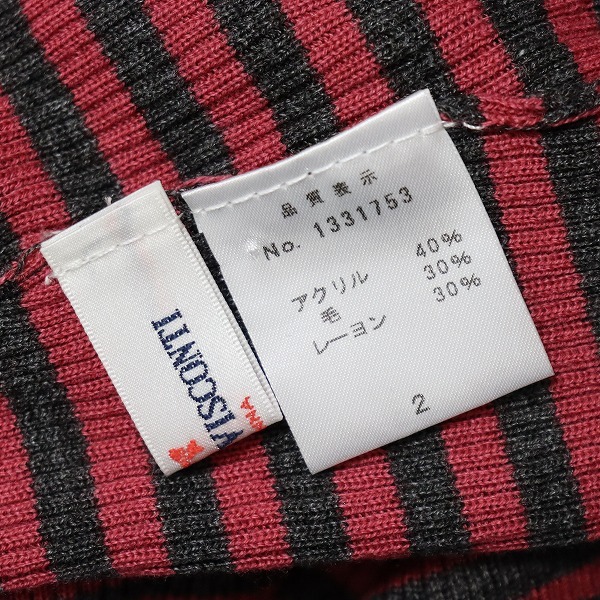 品質表示
No. 1331753
アクリル 40%
毛 30%
レーヨン 30%
2
VISCONTI
VISCONTI